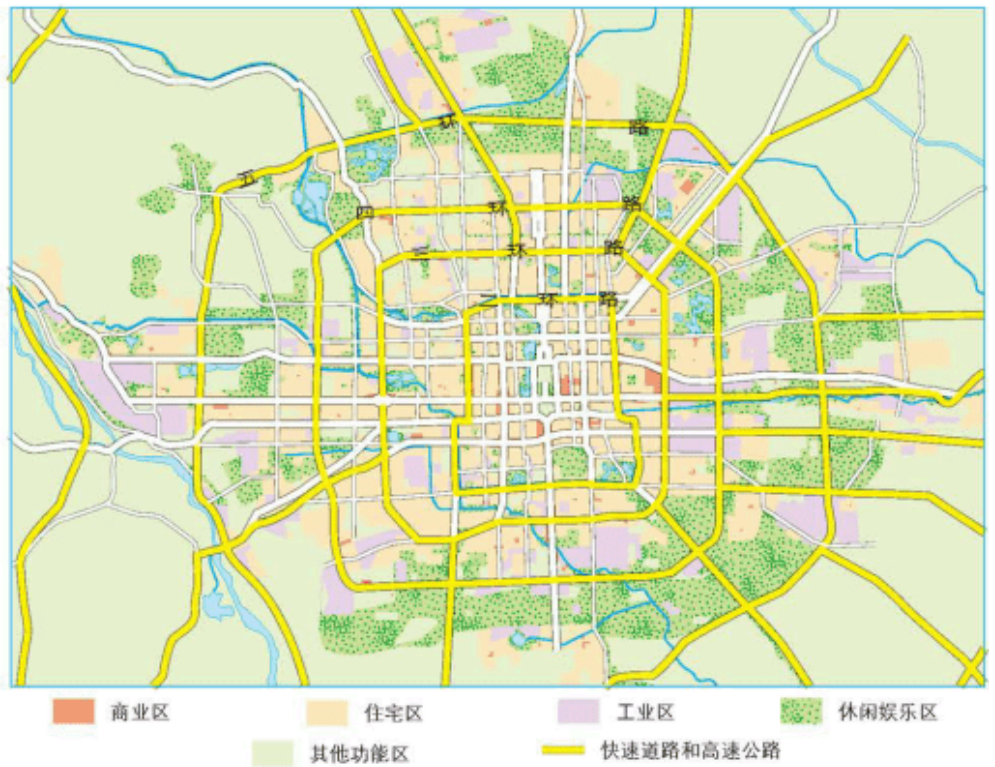 五环路
四环路
三环路
二环路
商业区
住宅区
工业区
休闲娱乐区
其他功能区
快速道路和高速公路